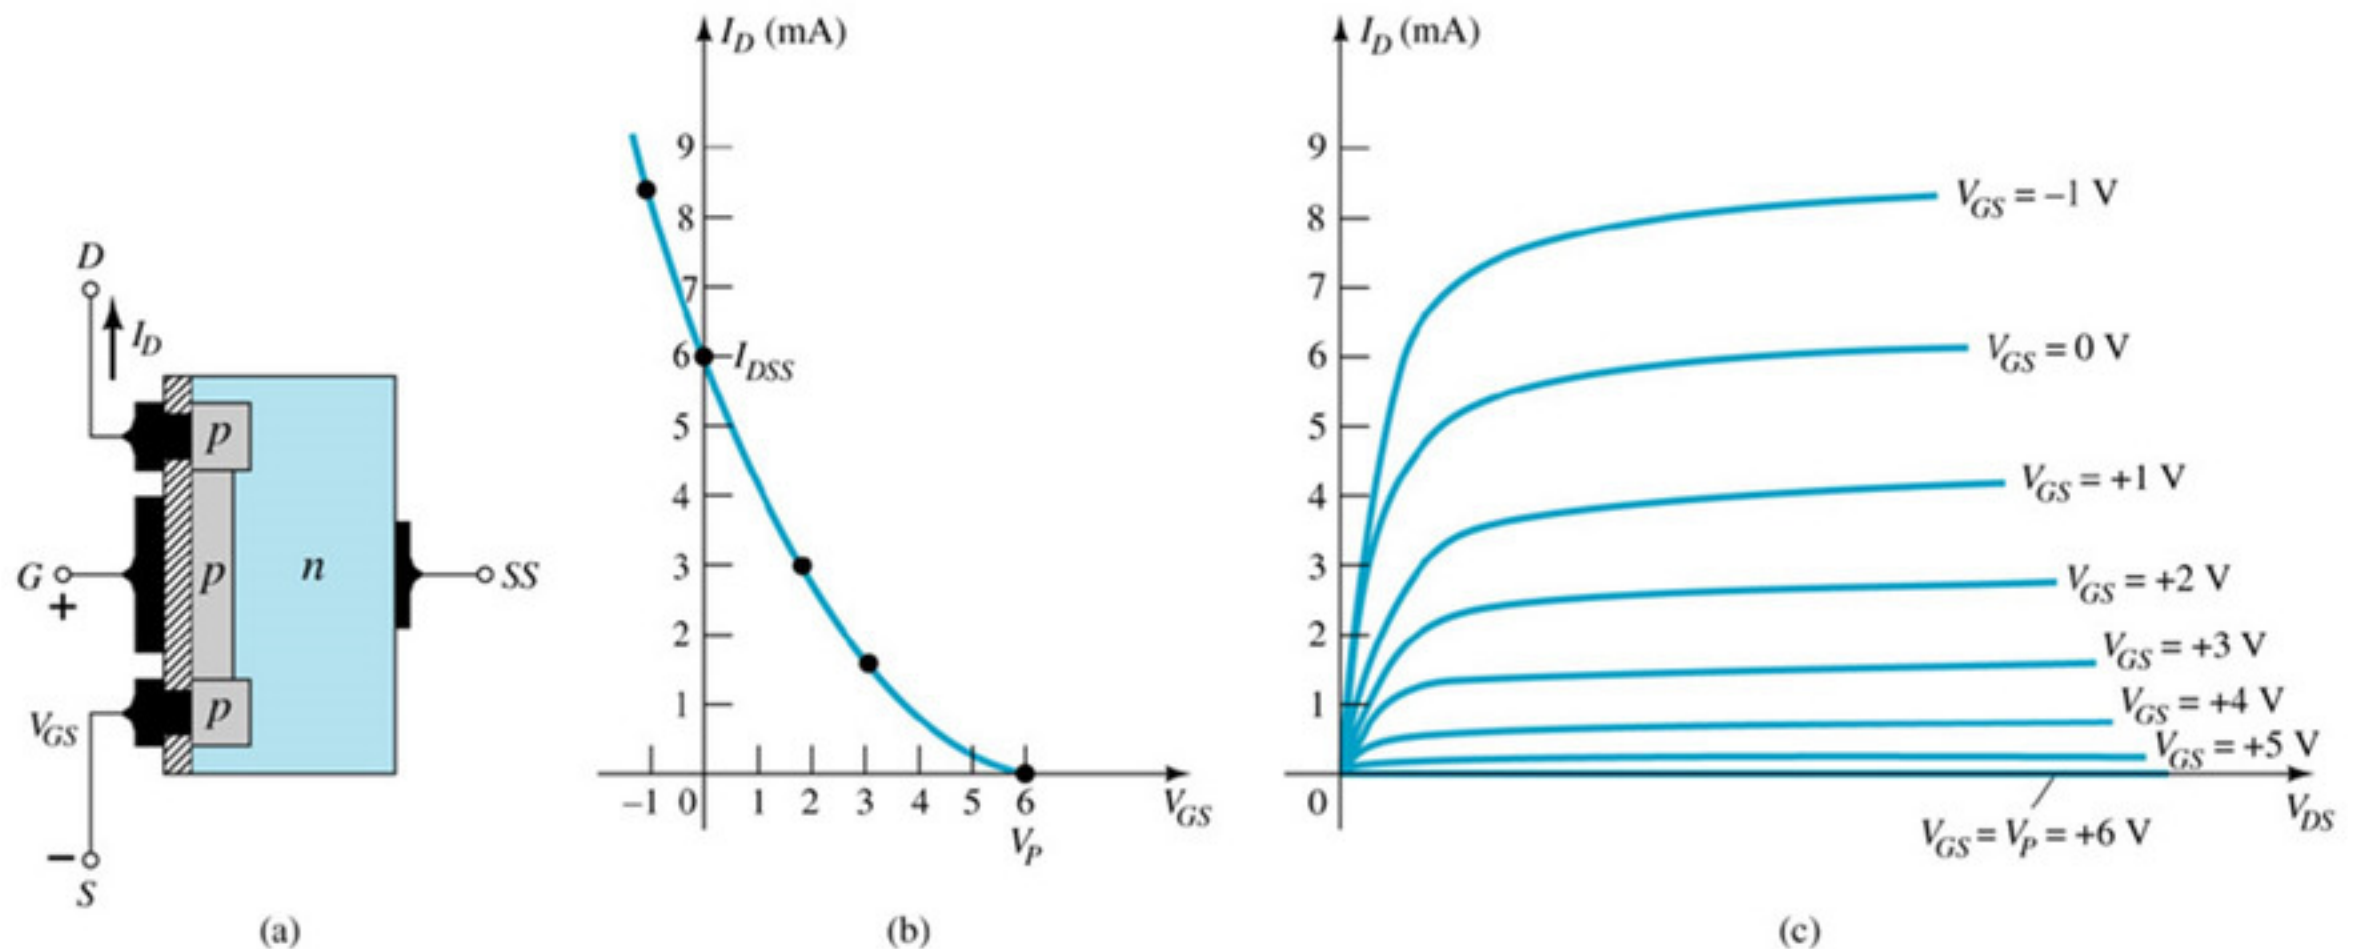 D
I_D
p
G
+
p
n
SS
V_GS
p
−
S
(a)
I_D (mA)
9
8
7
6
I_DSS
5
4
3
2
1
−1 0 1 2 3 4 5 6 V_GS
V_P
(b)
I_D (mA)
9
V_GS = −1 V
8
7
6
V_GS = 0 V
5
4
V_GS = +1 V
3
V_GS = +2 V
2
V_GS = +3 V
1
V_GS = +4 V
V_GS = +5 V
0
V_DS
V_GS = V_P = +6 V
(c)